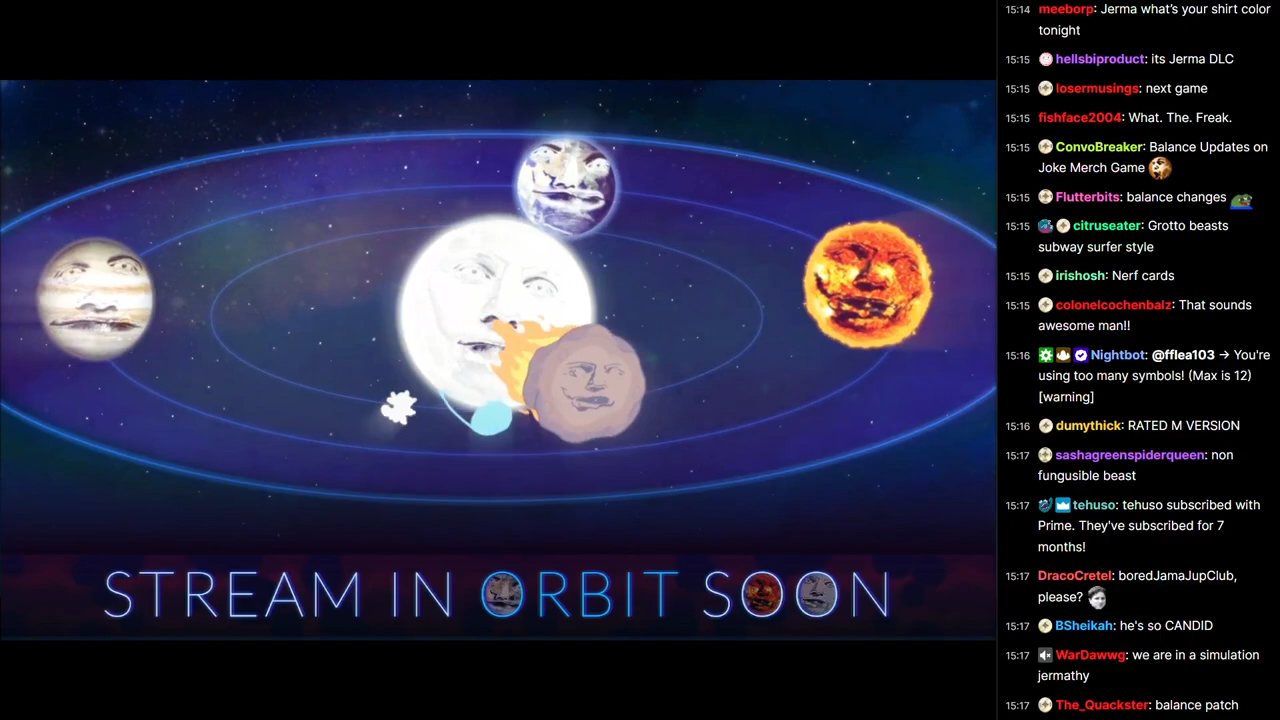 STREAM IN ORBIT SOON
15:14 meeborp: Jerma what's your shirt color
tonight
15:15 hellsbiproduct: its Jerma DLC
15:15 losermusings: next game
15:15 fishface2004: What. The. Freak.
15:15 ConvoBreaker: Balance Updates on
Joke Merch Game
15:15 Flutterbits: balance changes
15:15 citruseater: Grotto beasts
subway surfer style
15:15 irishosh: Nerf cards
15:15 colonelcochenbalz: That sounds
awesome man!!
15:16 Nightbot: @fflea103 → You're
using too many symbols! (Max is 12)
[warning]
15:16 dumythick: RATED M VERSION
15:17 sashagreenspiderqueen: non
fungusible beast
15:17 tehuso: tehuso subscribed with
Prime. They've subscribed for 7
months!
15:17 DracoCretel: boredJamaJupClub,
please?
15:17 BSheikah: he's so CANDID
15:17 WarDawwg: we are in a simulation
jermathy
15:17 The_Quackster: balance patch